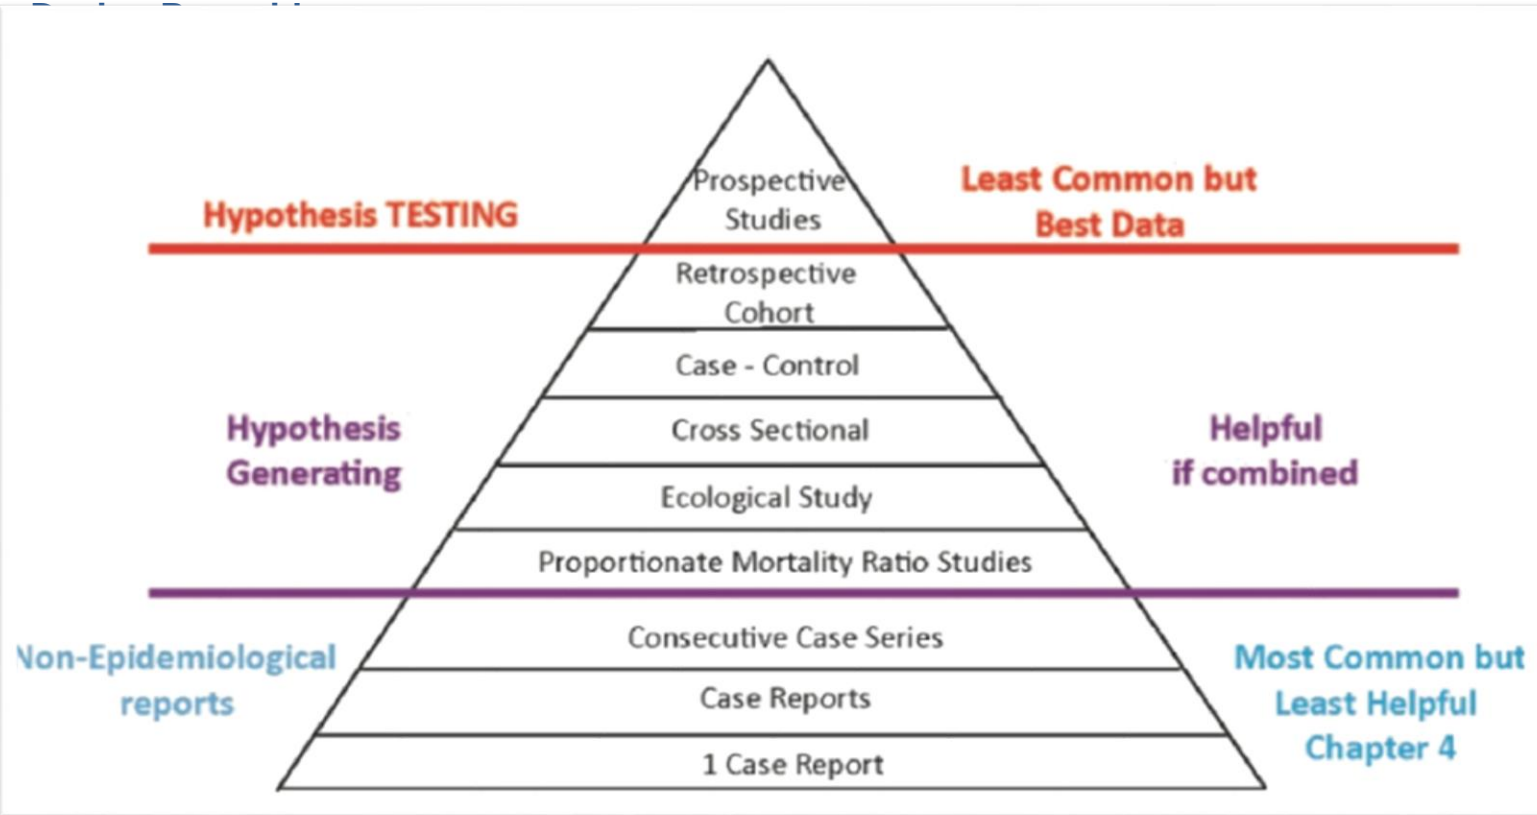 Hypothesis TESTING
Prospective
Studies
Least Common but
Best Data
Retrospective
Cohort
Case - Control
Cross Sectional
Ecological Study
Proportionate Mortality Ratio Studies
Hypothesis
Generating
Helpful
if combined
Non-Epidemiological
reports
Consecutive Case Series
Case Reports
1 Case Report
Most Common but
Least Helpful
Chapter 4